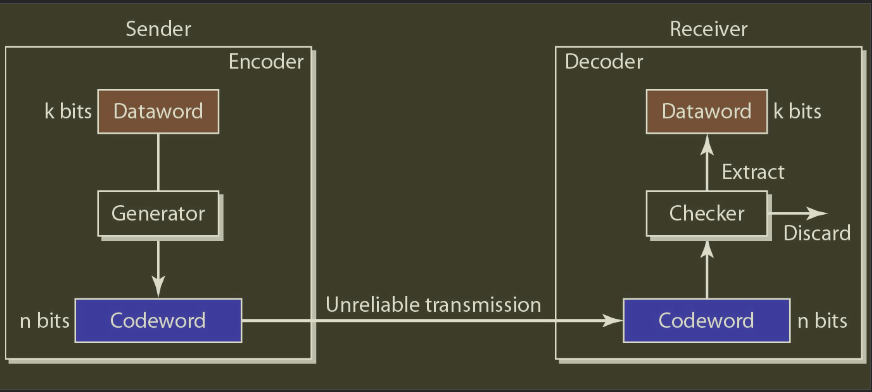 Sender
Receiver
Encoder
Decoder
k bits
Dataword
Dataword
k bits
Extract
Generator
Checker
Discard
Unreliable transmission
n bits
Codeword
Codeword
n bits